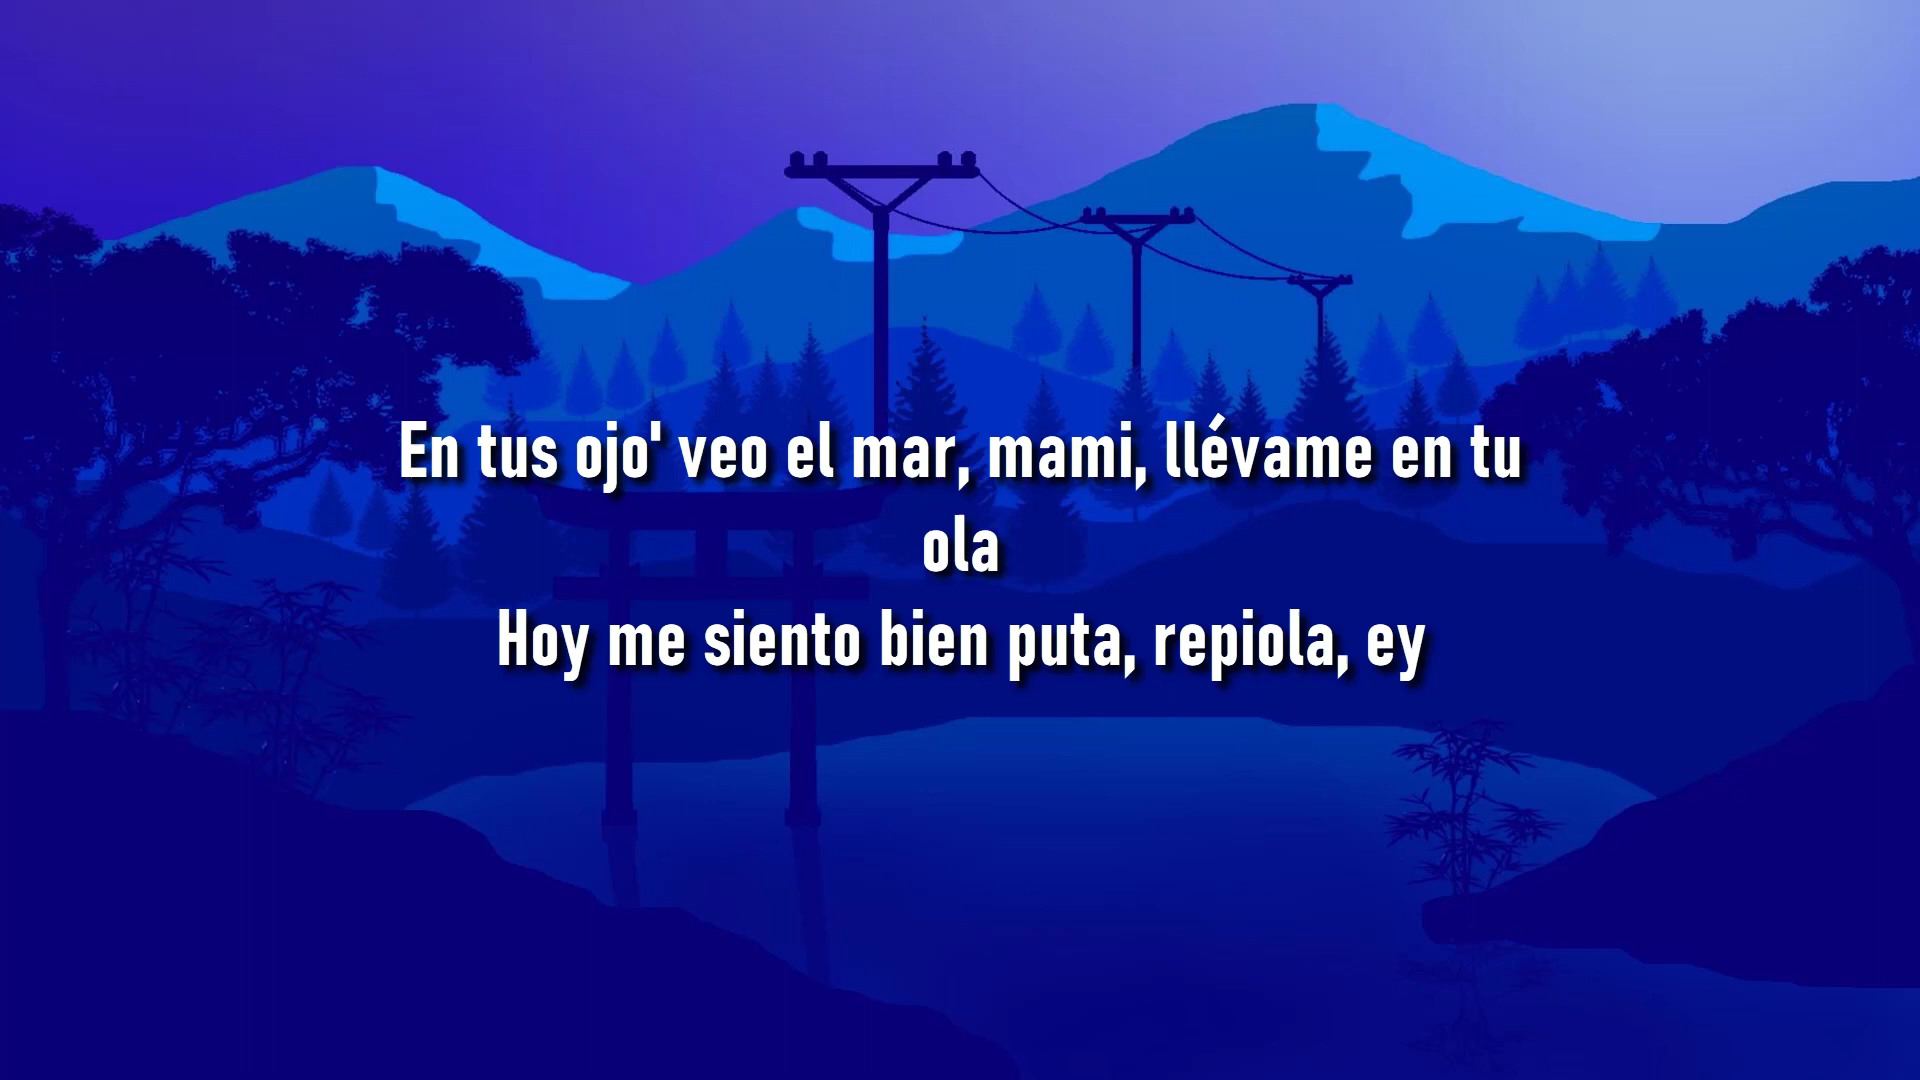 En tus ojo' veo el mar, mami, llévame en tu
ola
Hoy me siento bien puta, repiola, ey